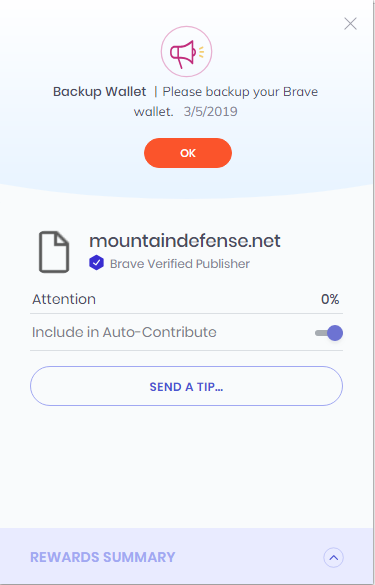 Backup Wallet | Please backup your Brave
wallet. 3/5/2019
OK
mountaindefense.net
Brave Verified Publisher
Attention 0%
Include in Auto-Contribute
SEND A TIP...
REWARDS SUMMARY